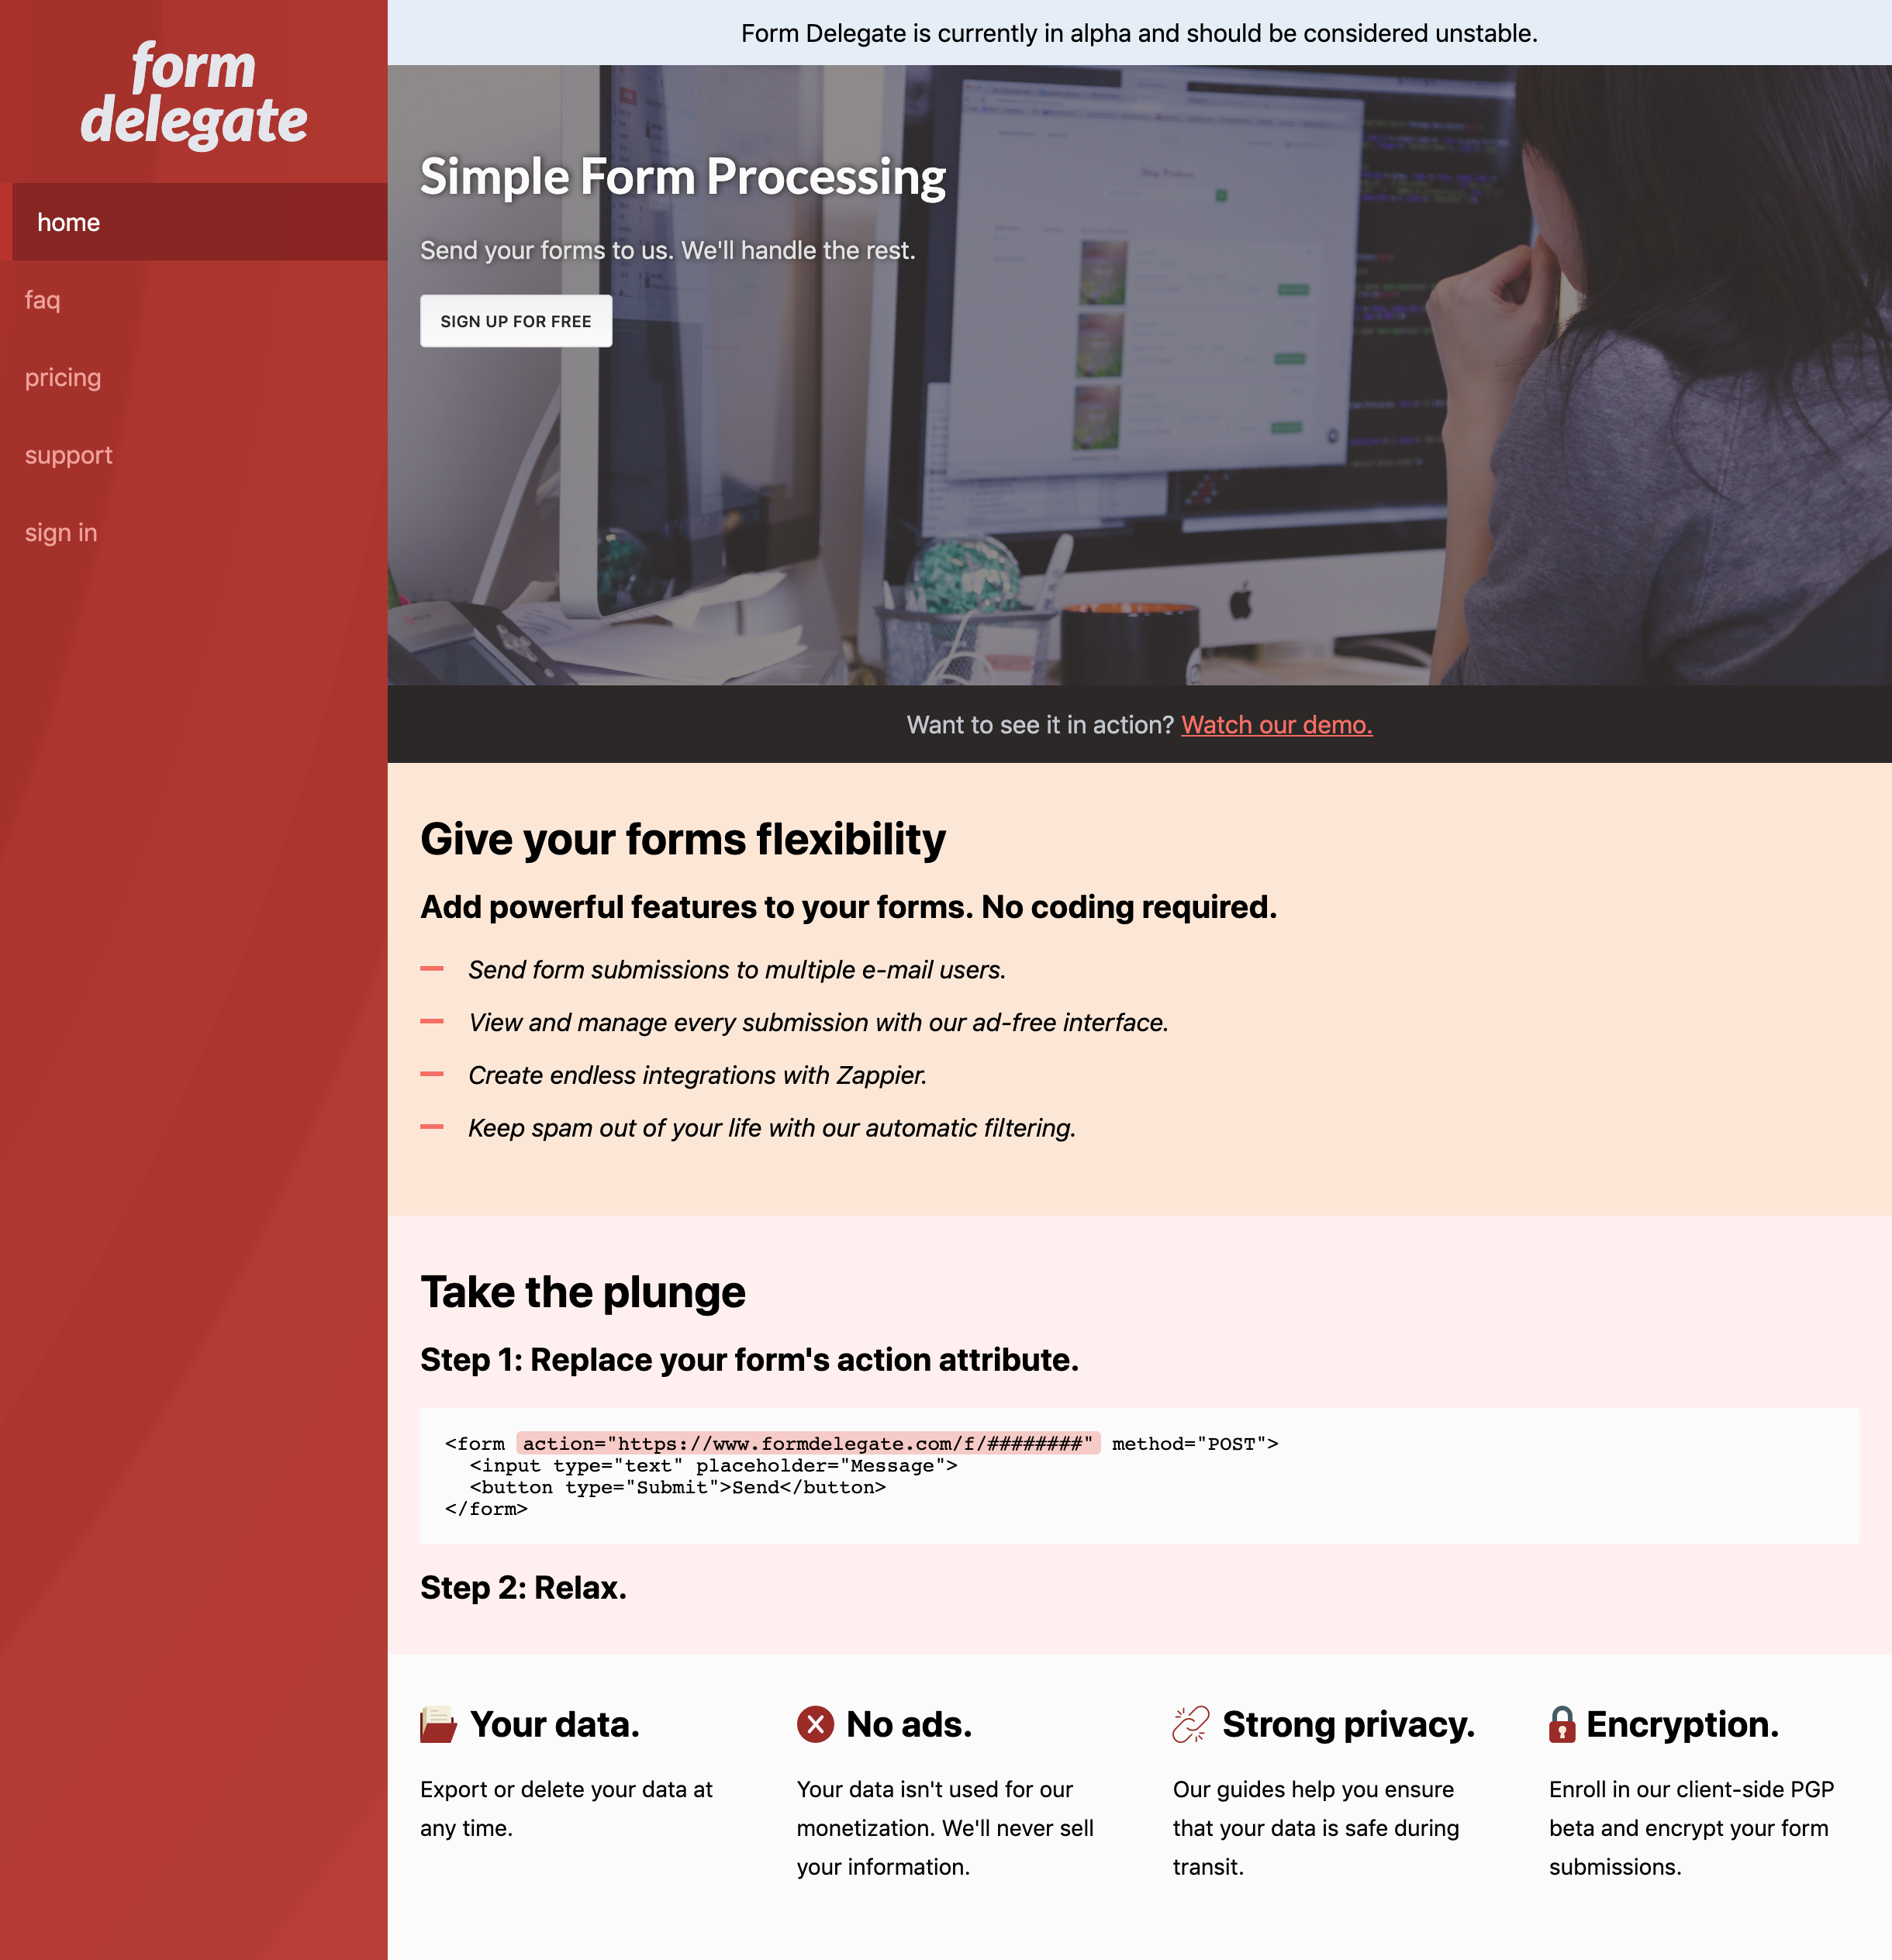 form
delegate
home
faq
pricing
support
sign in
Form Delegate is currently in alpha and should be considered unstable.
Simple Form Processing
Send your forms to us. We'll handle the rest.
SIGN UP FOR FREE
Want to see it in action? Watch our demo.
Give your forms flexibility
Add powerful features to your forms. No coding required.
Send form submissions to multiple e-mail users.
View and manage every submission with our ad-free interface.
Create endless integrations with Zappier.
Keep spam out of your life with our automatic filtering.
Take the plunge
Step 1: Replace your form's action attribute.
<form action="https://www.formdelegate.com/f/########" method="POST">
<input type="text" placeholder="Message">
<button type="Submit">Send</button>
</form>
Step 2: Relax.
Your data.
Export or delete your data at
any time.
No ads.
Your data isn't used for our
monetization. We'll never sell
your information.
Strong privacy.
Our guides help you ensure
that your data is safe during
transit.
Encryption.
Enroll in our client-side PGP
beta and encrypt your form
submissions.